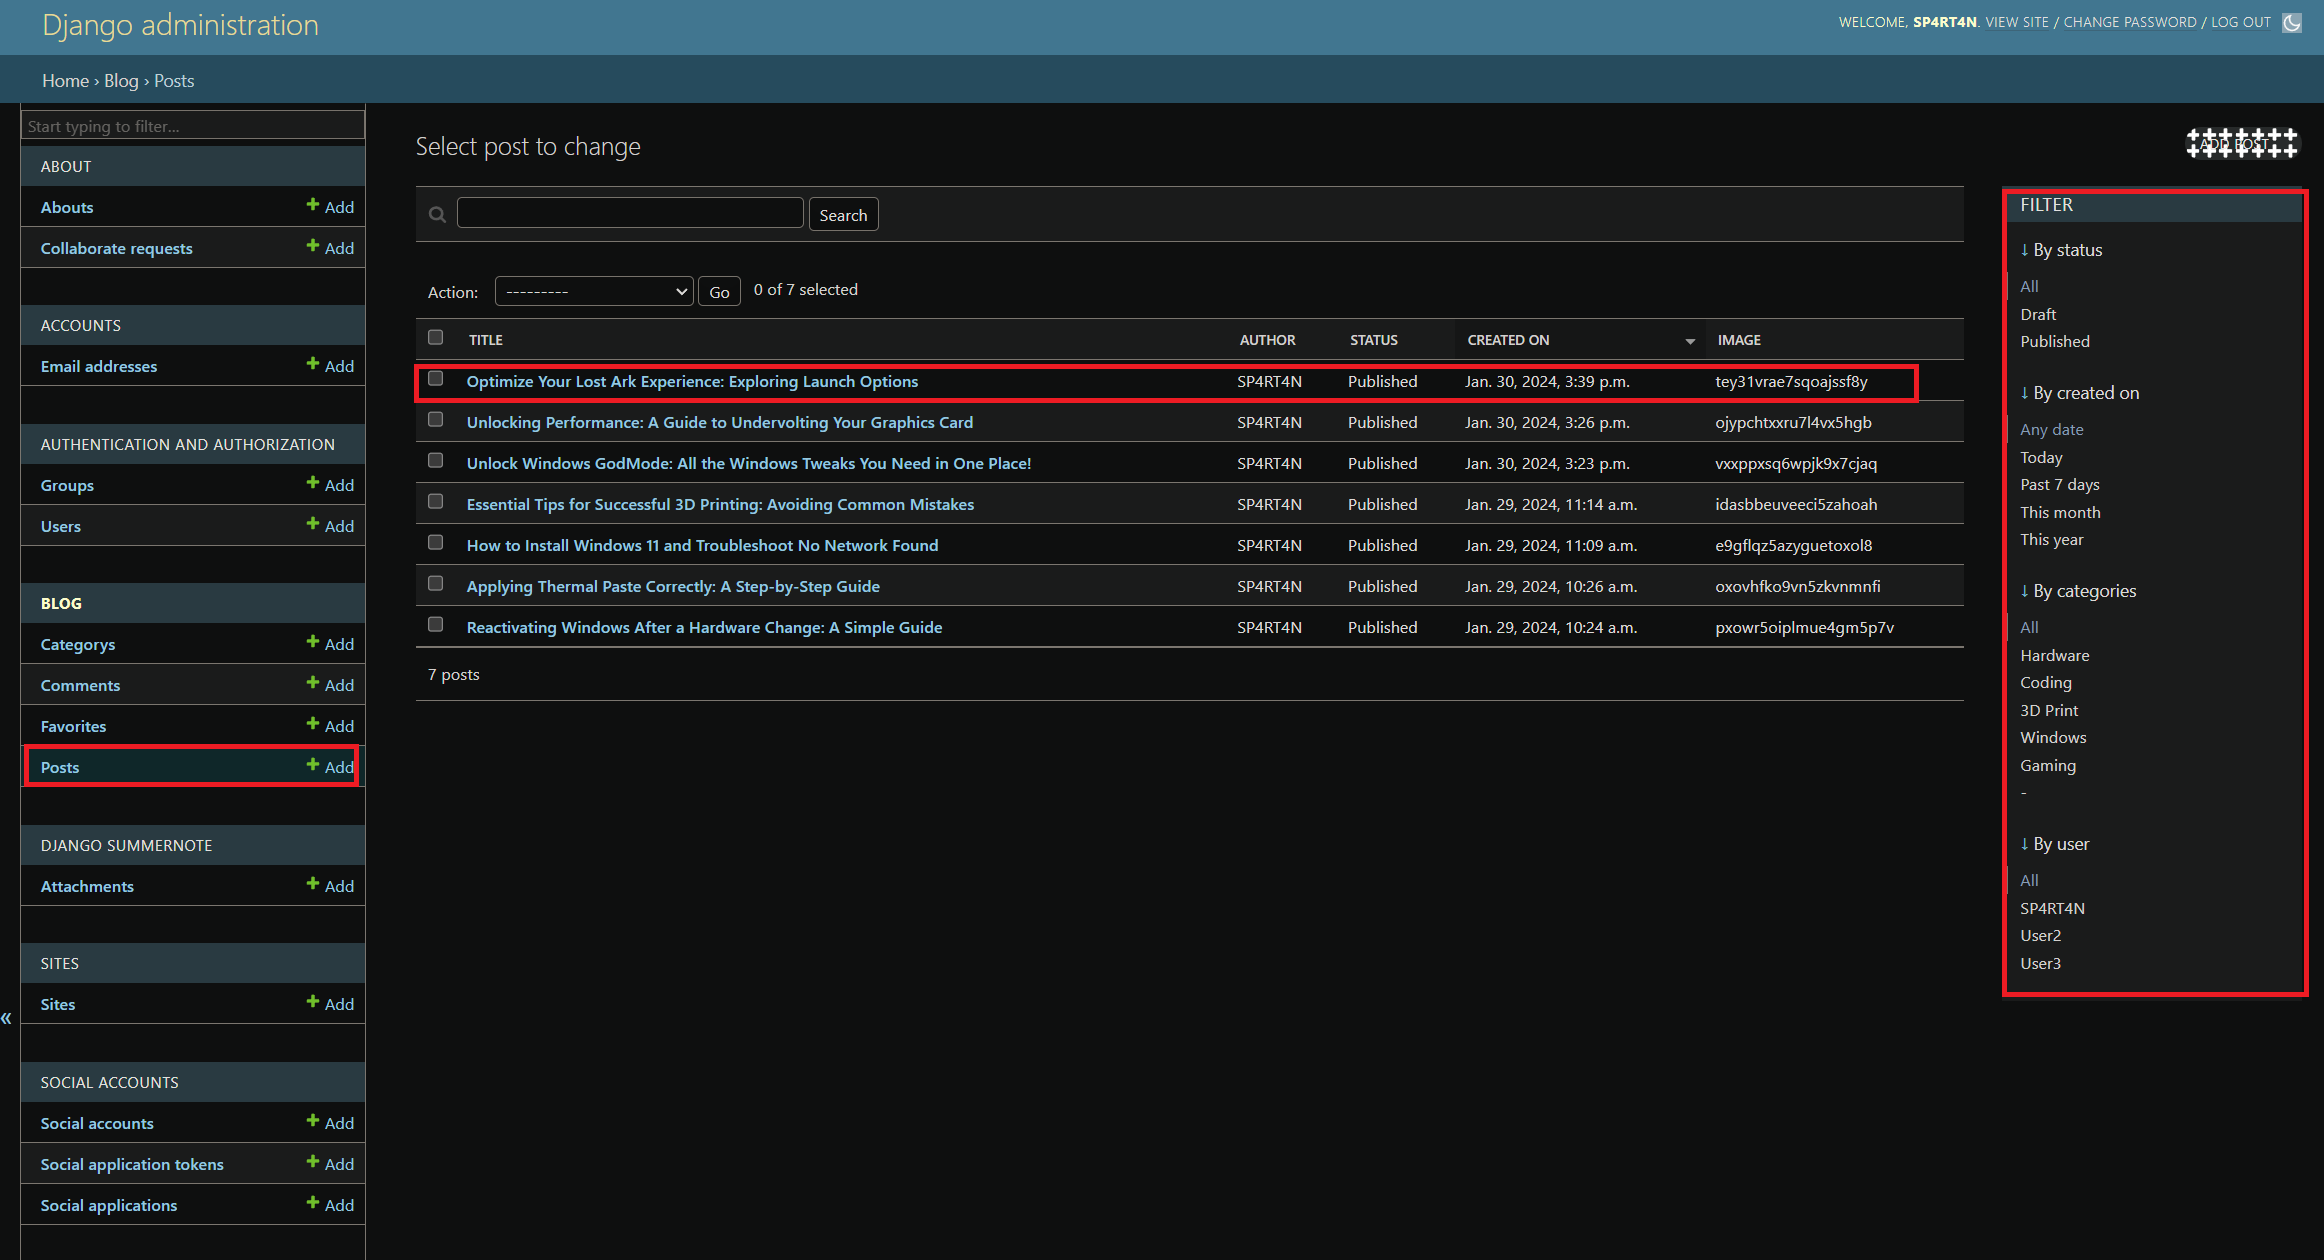 Django administration
WELCOME, SP4RT4N. VIEW SITE / CHANGE PASSWORD / LOG OUT
Home › Blog › Posts
Start typing to filter...
ABOUT
Abouts Add
Collaborate requests Add
ACCOUNTS
Email addresses Add
AUTHENTICATION AND AUTHORIZATION
Groups Add
Users Add
BLOG
Categorys Add
Comments Add
Favorites Add
Posts Add
DJANGO SUMMERNOTE
Attachments Add
SITES
Sites Add
«
SOCIAL ACCOUNTS
Social accounts Add
Social application tokens Add
Social applications Add
Select post to change
ADD POST
Search
Action: --------- Go 0 of 7 selected
TITLE AUTHOR STATUS CREATED ON IMAGE
Optimize Your Lost Ark Experience: Exploring Launch Options SP4RT4N Published Jan. 30, 2024, 3:39 p.m. tey31vrae7sqoajssf8y
Unlocking Performance: A Guide to Undervolting Your Graphics Card SP4RT4N Published Jan. 30, 2024, 3:26 p.m. ojypchtxxru7l4vx5hgb
Unlock Windows GodMode: All the Windows Tweaks You Need in One Place! SP4RT4N Published Jan. 30, 2024, 3:23 p.m. vxxppxsq6wpjk9x7cjaq
Essential Tips for Successful 3D Printing: Avoiding Common Mistakes SP4RT4N Published Jan. 29, 2024, 11:14 a.m. idasbbeuveeci5zahoah
How to Install Windows 11 and Troubleshoot No Network Found SP4RT4N Published Jan. 29, 2024, 11:09 a.m. e9gflqz5azyguetoxol8
Applying Thermal Paste Correctly: A Step-by-Step Guide SP4RT4N Published Jan. 29, 2024, 10:26 a.m. oxovhfko9vn5zkvnmnfi
Reactivating Windows After a Hardware Change: A Simple Guide SP4RT4N Published Jan. 29, 2024, 10:24 a.m. pxowr5oiplmue4gm5p7v
7 posts
FILTER
↓ By status
All
Draft
Published
↓ By created on
Any date
Today
Past 7 days
This month
This year
↓ By categories
All
Hardware
Coding
3D Print
Windows
Gaming
-
↓ By user
All
SP4RT4N
User2
User3